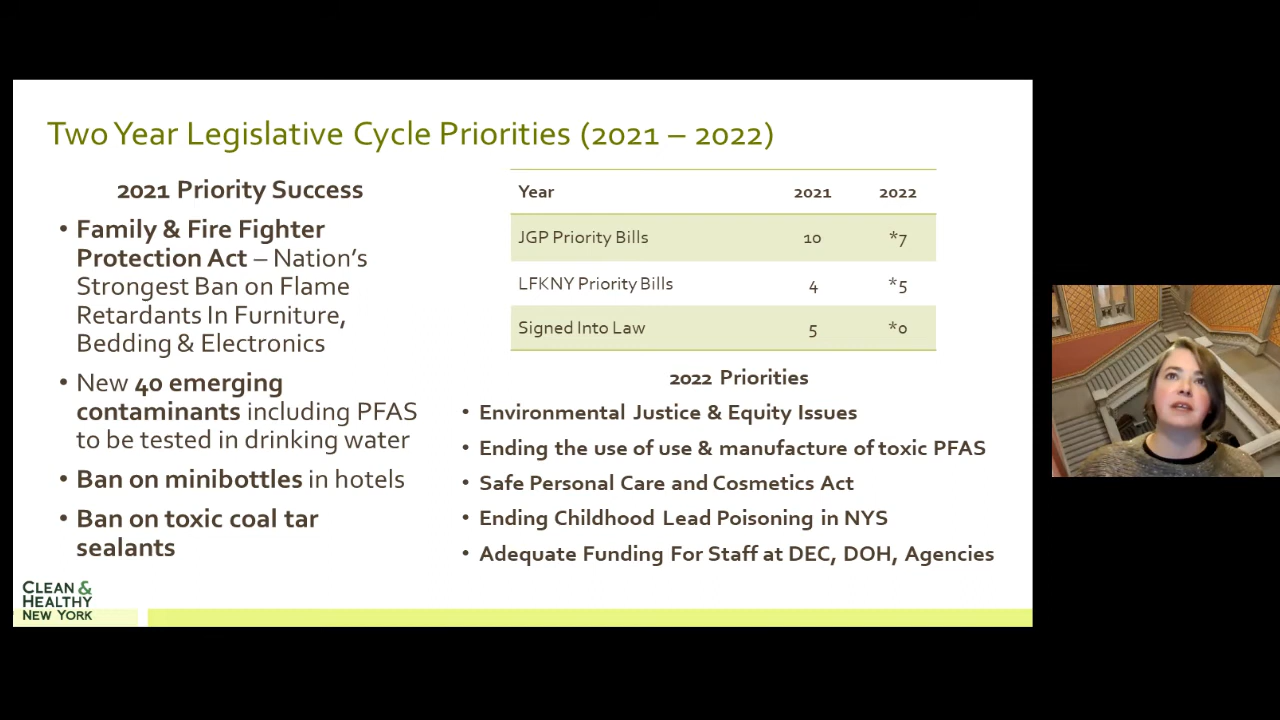 Two Year Legislative Cycle Priorities (2021 – 2022)
2021 Priority Success
• Family & Fire Fighter
Protection Act – Nation's
Strongest Ban on Flame
Retardants In Furniture,
Bedding & Electronics
• New 40 emerging
contaminants including PFAS
to be tested in drinking water
• Ban on minibottles in hotels
• Ban on toxic coal tar
sealants
Year 2021 2022
JGP Priority Bills 10 *7
LFKNY Priority Bills 4 *5
Signed Into Law 5 *0
2022 Priorities
• Environmental Justice & Equity Issues
• Ending the use of use & manufacture of toxic PFAS
• Safe Personal Care and Cosmetics Act
• Ending Childhood Lead Poisoning in NYS
• Adequate Funding For Staff at DEC, DOH, Agencies
CLEAN &
HEALTHY
NEW YORK